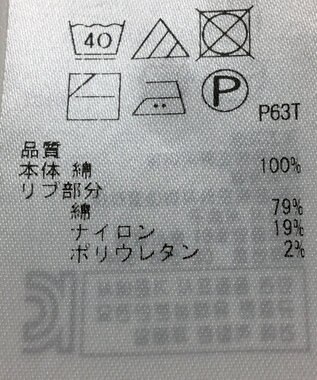 40
P
P63T
品質
本体 綿 100%
リブ部分
綿 79%
ナイロン 19%
ポリウレタン 2%